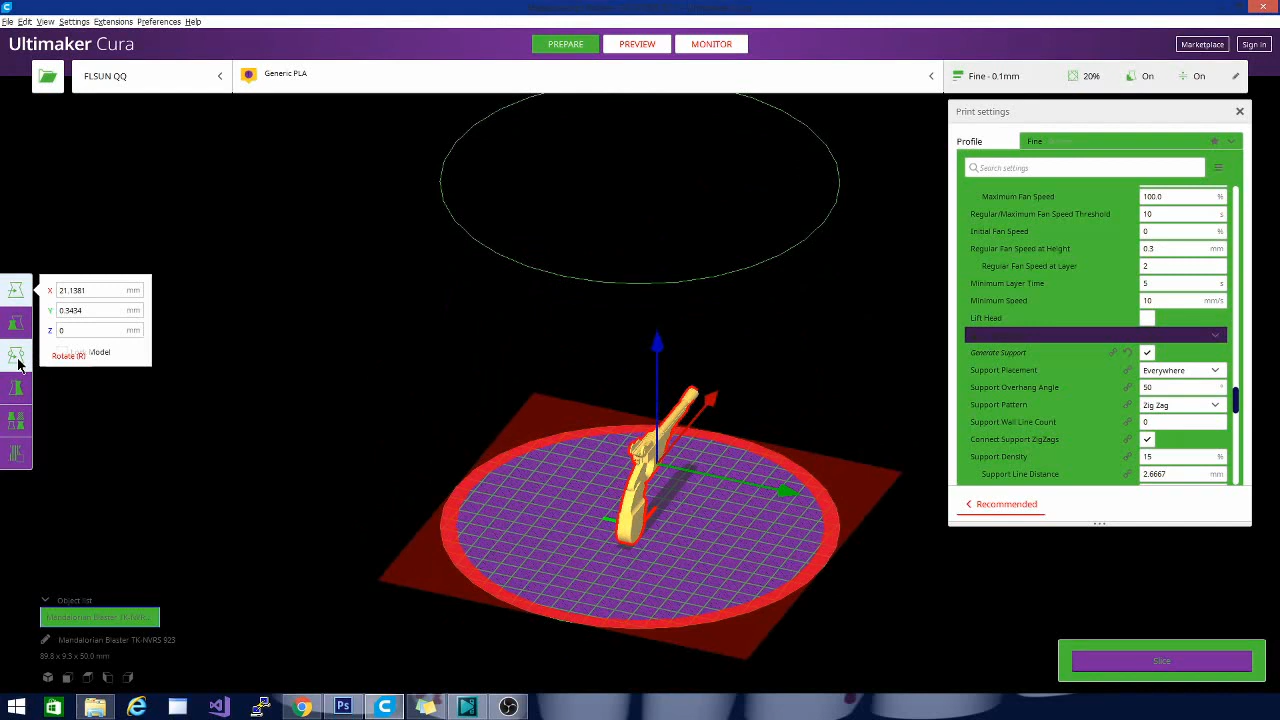 File Edit View Settings Extensions Preferences Help
Ultimaker Cura
PREPARE
PREVIEW
MONITOR
Marketplace
Sign in
FLSUN QQ
Generic PLA
Fine - 0.1mm
20%
On
On
Print settings
Profile
Fine
Search settings
Maximum Fan Speed 100.0 %
Regular/Maximum Fan Speed Threshold 10 s
Initial Fan Speed 0 %
Regular Fan Speed at Height 0.3 mm
Regular Fan Speed at Layer 2
Minimum Layer Time 5 s
Minimum Speed 10 mm/s
Lift Head
Generate Support
Support Placement Everywhere
Support Overhang Angle 50 °
Support Pattern Zig Zag
Support Wall Line Count 0
Connect Support ZigZags
Support Density 15 %
Support Line Distance 2.6667 mm
Recommended
X 21.1381 mm
Y 0.3434 mm
Z 0 mm
Model
Rotate (R)
Object list
Mandalorian Blaster TK-NVR...
Mandalorian Blaster TK-NVRS 923
89.8 x 9.3 x 50.0 mm
Slice
Ps